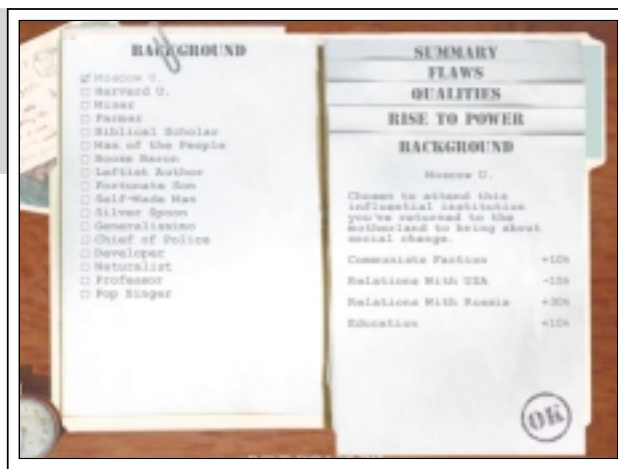 BACKGROUND
Moscow U.
Harvard U.
Miner
Farmer
Biblical Scholar
Man of the People
Booze Baron
Leftist Author
Fortunate Son
Self-Made Man
Silver Spoon
Generalissimo
Chief of Police
Developer
Naturalist
Professor
Pop Singer
SUMMARY
FLAWS
QUALITIES
RISE TO POWER
BACKGROUND
Moscow U.
Chosen to attend this
influential institution
you've returned to the
motherland to bring about
social change.
Communists Faction +10%
Relations With USA -15%
Relations With Russia +30%
Education +10%
OK